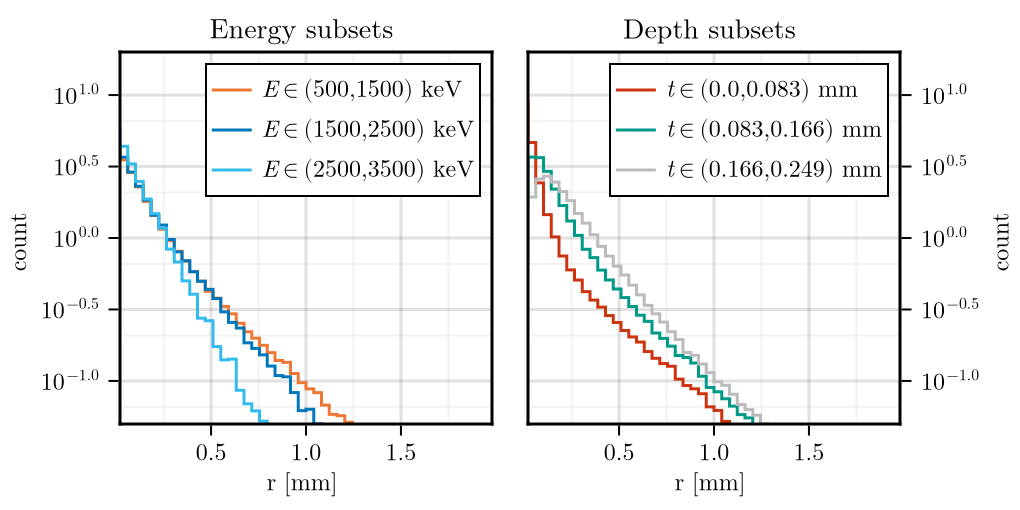 Energy subsets
Depth subsets
E ∈ (500,1500) keV
E ∈ (1500,2500) keV
E ∈ (2500,3500) keV
t ∈ (0.0,0.083) mm
t ∈ (0.083,0.166) mm
t ∈ (0.166,0.249) mm
count
10^1.0
10^0.5
10^0.0
10^−0.5
10^−1.0
10^1.0
10^0.5
10^0.0
10^−0.5
10^−1.0
count
0.5 1.0 1.5
0.5 1.0 1.5
r [mm]
r [mm]